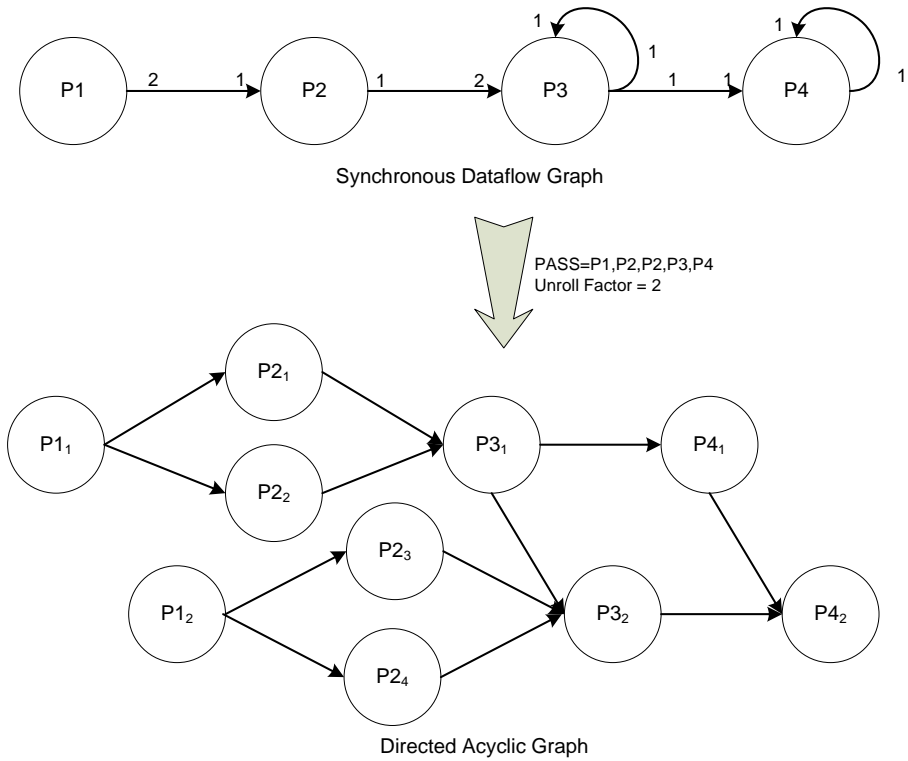 1
1
P1
2
1
P2
1
2
P3
1
1
1
P4
1
Synchronous Dataflow Graph
PASS=P1,P2,P2,P3,P4
Unroll Factor = 2
P2₁
P1₁
P3₁
P4₁
P2₂
P2₃
P1₂
P3₂
P4₂
P2₄
Directed Acyclic Graph